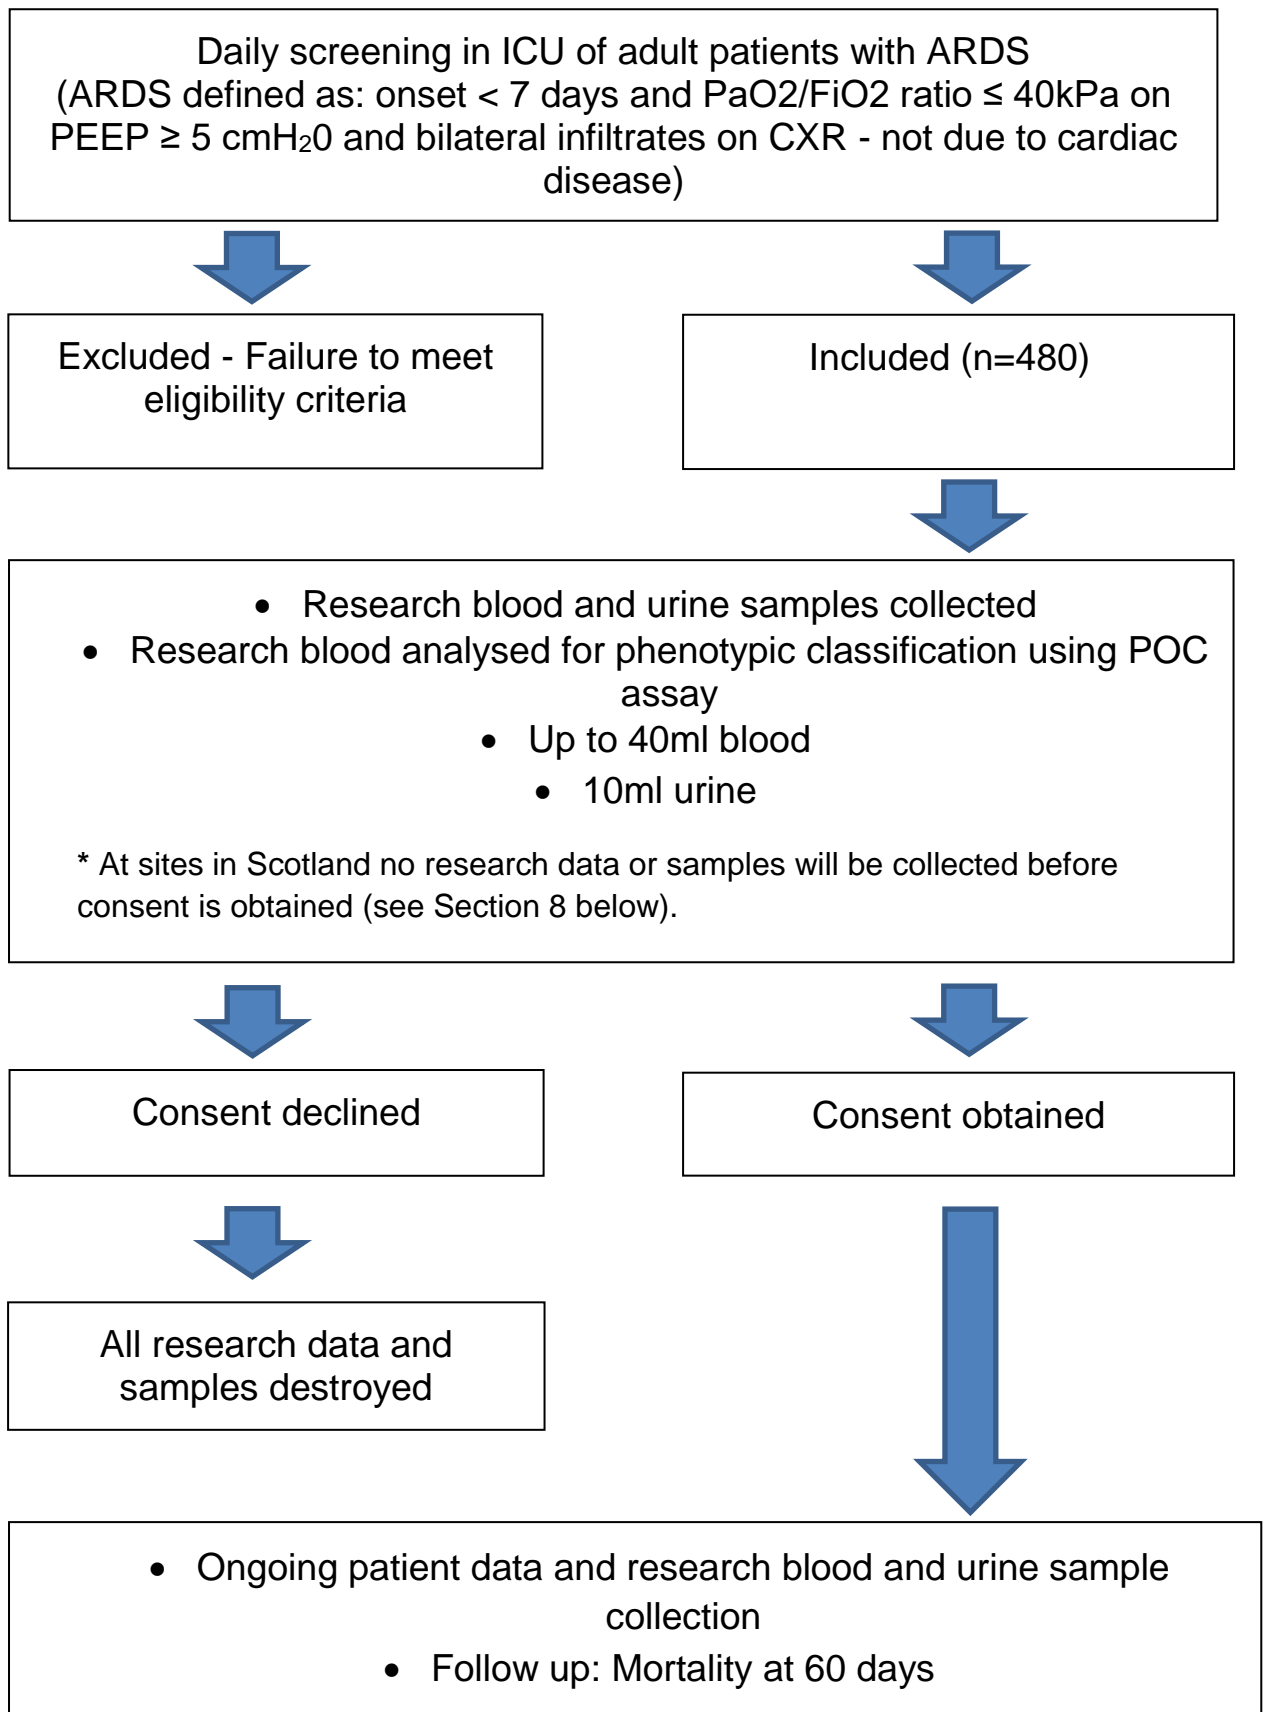 Daily screening in ICU of adult patients with ARDS
(ARDS defined as: onset < 7 days and PaO2/FiO2 ratio ≤ 40kPa on
PEEP ≥ 5 cmH₂0 and bilateral infiltrates on CXR - not due to cardiac
disease)
Excluded - Failure to meet
eligibility criteria
Included (n=480)
• Research blood and urine samples collected
• Research blood analysed for phenotypic classification using POC
assay
• Up to 40ml blood
• 10ml urine
* At sites in Scotland no research data or samples will be collected before
consent is obtained (see Section 8 below).
Consent declined
Consent obtained
All research data and
samples destroyed
• Ongoing patient data and research blood and urine sample
collection
• Follow up: Mortality at 60 days